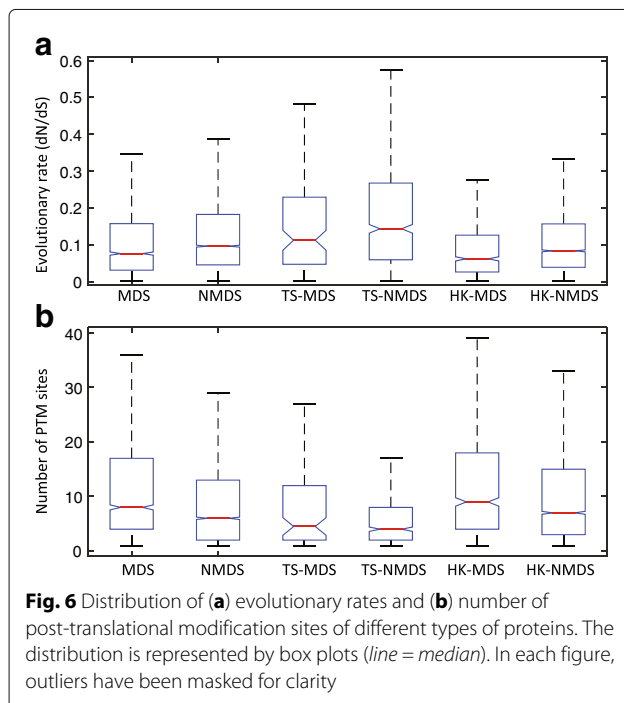 a
Evolutionary rate (dN/dS)
0.6
0.5
0.4
0.3
0.2
0.1
0
MDS NMDS TS-MDS TS-NMDS HK-MDS HK-NMDS
b
Number of PTM sites
40
30
20
10
0
MDS NMDS TS-MDS TS-NMDS HK-MDS HK-NMDS
Fig. 6 Distribution of (a) evolutionary rates and (b) number of
post-translational modification sites of different types of proteins. The
distribution is represented by box plots (line = median). In each figure,
outliers have been masked for clarity